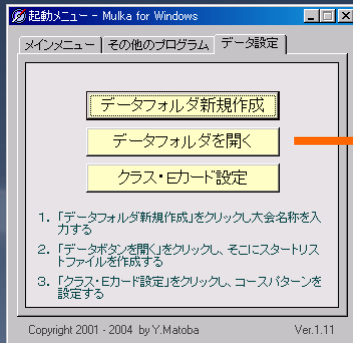 起動メニュー - Mulka for Windows
メインメニュー その他のプログラム データ設定
データフォルダ新規作成
データフォルダを開く
クラス・Eカード設定
1. 「データフォルダ新規作成」をクリックし大会名称を入
力する
2. 「データボタンを開く」をクリックし、そこにスタートリス
トファイルを作成する
3. 「クラス・Eカード設定」をクリックし、コースパターンを
設定する
Copyright 2001 - 2004 by Y.Matoba Ver.1.11